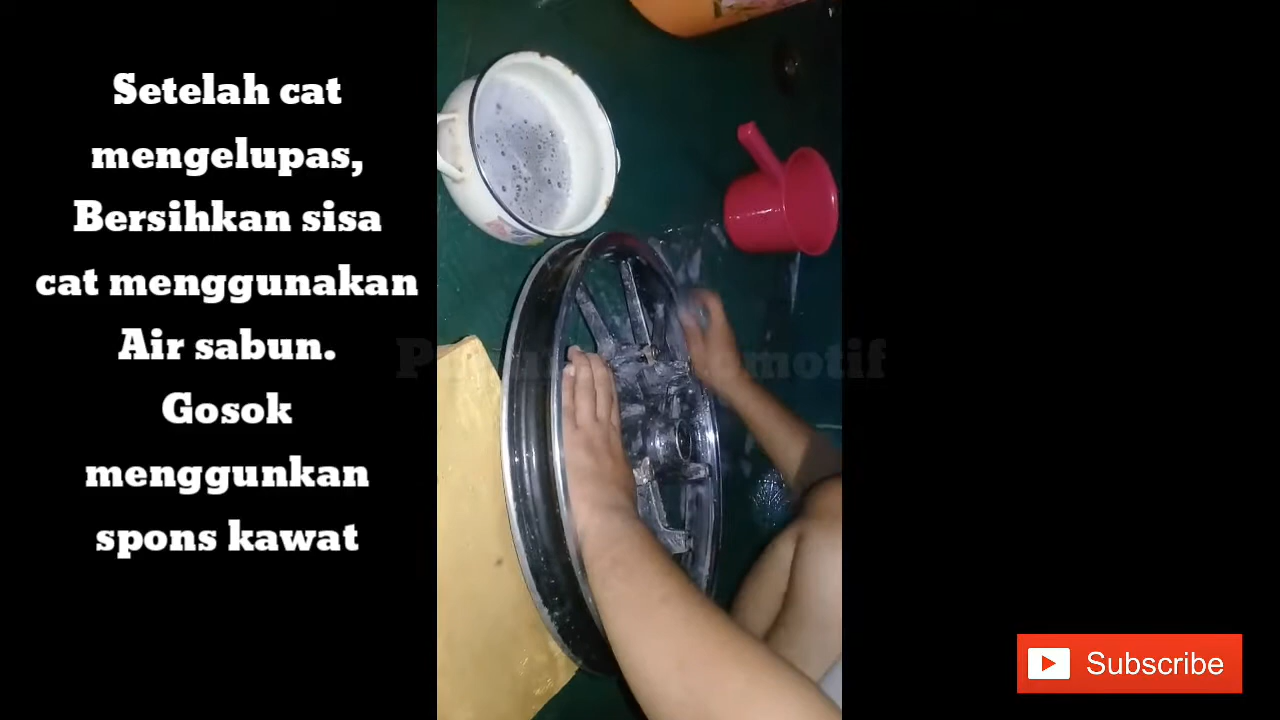 Setelah cat
mengelupas,
Bersihkan sisa
cat menggunakan
Air sabun.
Gosok
menggunkan
spons kawat
Subscribe